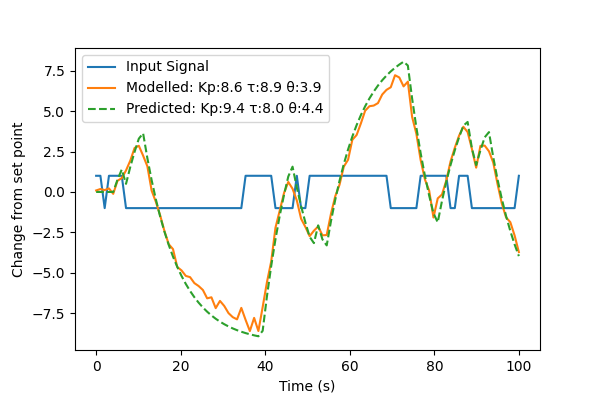 Input Signal
Modelled: Kp:8.6 τ:8.9 θ:3.9
Predicted: Kp:9.4 τ:8.0 θ:4.4
Change from set point
7.5
5.0
2.5
0.0
−2.5
−5.0
−7.5
0 20 40 60 80 100
Time (s)